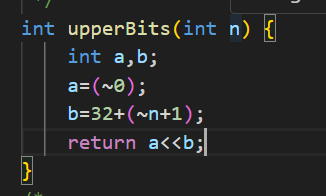 */
int upperBits(int n) {
int a,b;
a=(~0);
b=32+(~n+1);
return a<<b;
}
/*